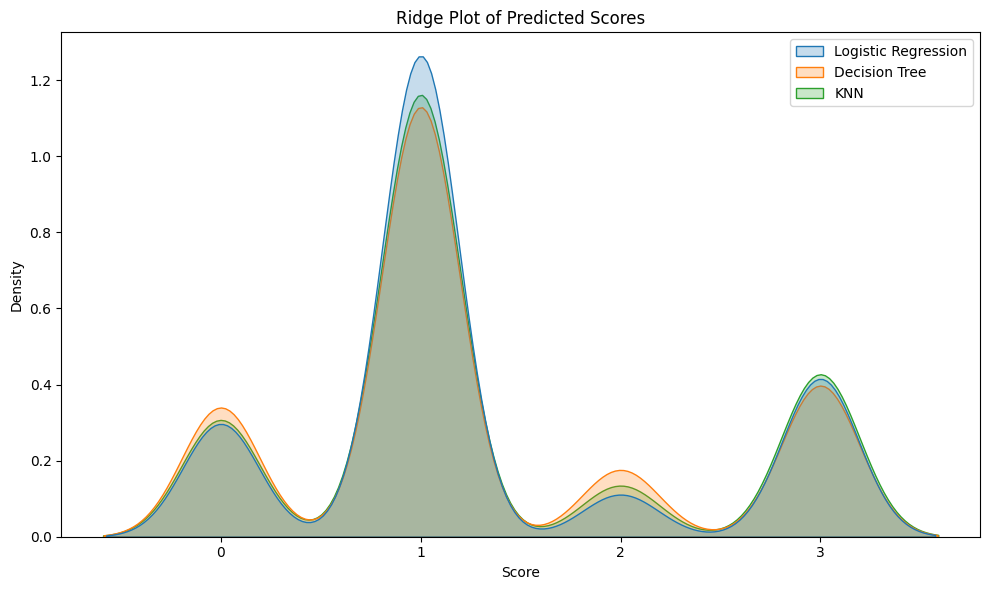 Ridge Plot of Predicted Scores
Logistic Regression
Decision Tree
KNN
Density
1.2
1.0
0.8
0.6
0.4
0.2
0.0
0 1 2 3
Score